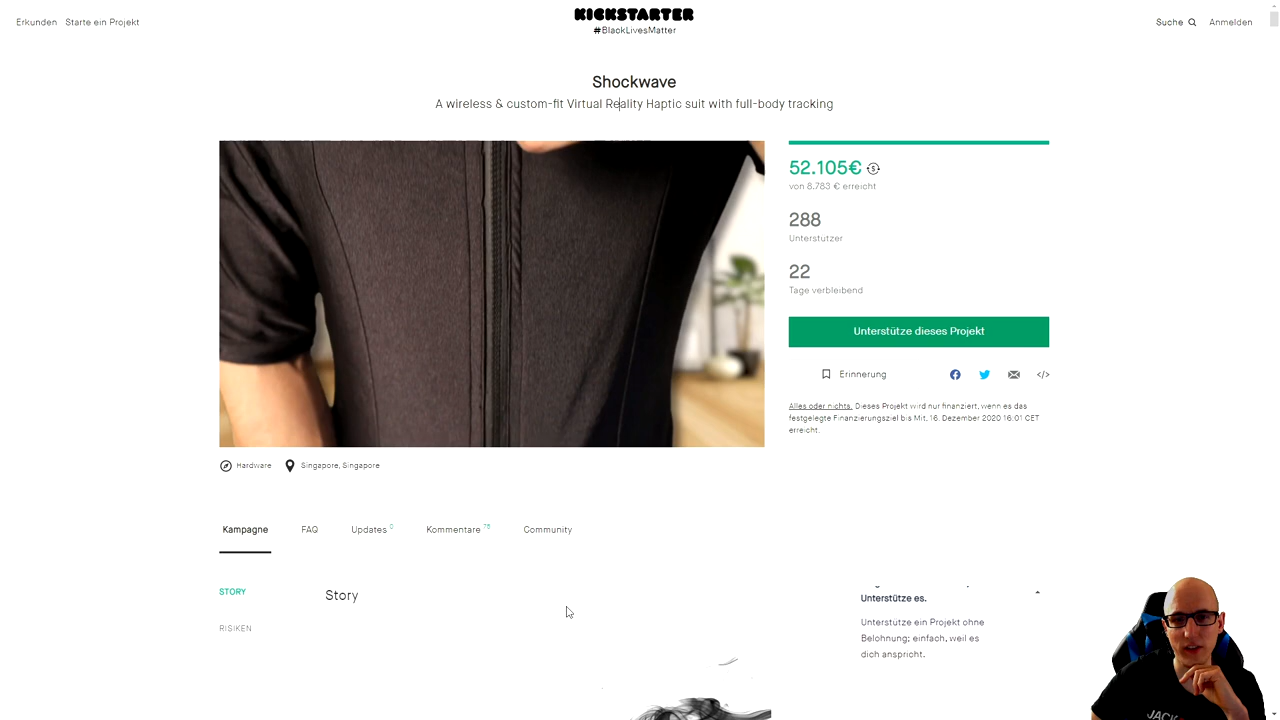 Erkunden Starte ein Projekt
KICKSTARTER
#BlackLivesMatter
Suche
Anmelden
Shockwave
A wireless & custom-fit Virtual Reality Haptic suit with full-body tracking
52.105€
von 8.783 € erreicht
288
Unterstützer
22
Tage verbleibend
Unterstütze dieses Projekt
Erinnerung
Alles oder nichts. Dieses Projekt wird nur finanziert, wenn es das
festgelegte Finanzierungsziel bis Mit, 16. Dezember 2020 16:01 CET
erreicht.
Hardware
Singapore, Singapore
Kampagne
FAQ
Updates 0
Kommentare 78
Community
STORY
RISIKEN
Story
Unterstütze es.
Unterstütze ein Projekt ohne
Belohnung; einfach, weil es
dich anspricht.
JACK